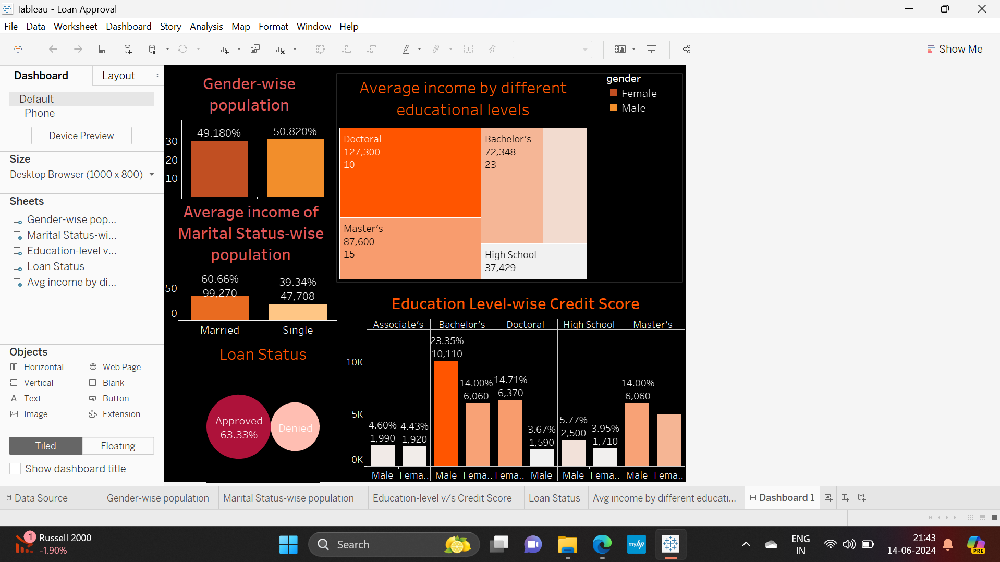 Tableau - Loan Approval
File Data Worksheet Dashboard Story Analysis Map Format Window Help
Show Me
Dashboard
Layout
Default
Phone
Device Preview
Size
Desktop Browser (1000 x 800)
Sheets
Gender-wise pop...
Marital Status-wi...
Education-level v...
Loan Status
Avg income by di...
Objects
Horizontal
Web Page
Vertical
Blank
A Text
Button
Image
Extension
Tiled
Floating
Show dashboard title
Gender-wise
population
30
20
10
49.180%
50.820%
Average income of
Marital Status-wise
population
50
0
60.66%
99,270
39.34%
47,708
Married
Single
Loan Status
Approved
63.33%
Denied
Average income by different
educational levels
gender
Female
Male
Doctoral
127,300
10
Bachelor's
72,348
23
Master's
87,600
15
High School
37,429
Education Level-wise Credit Score
Associate's
Bachelor's
Doctoral
High School
Master's
10K
5K
0K
4.60%
1,990
4.43%
1,920
23.35%
10,110
14.00%
6,060
14.71%
6,370
3.67%
1,590
5.77%
2,500
3.95%
1,710
14.00%
6,060
Male Fema.. Male Fema.. Fema.. Male Male Fema.. Male Fema..
Data Source
Gender-wise population
Marital Status-wise population
Education-level v/s Credit Score
Loan Status
Avg income by different educati...
Dashboard 1
1
Russell 2000
-1.90%
Search
myhp
ENG
IN
21:43
14-06-2024
PRE